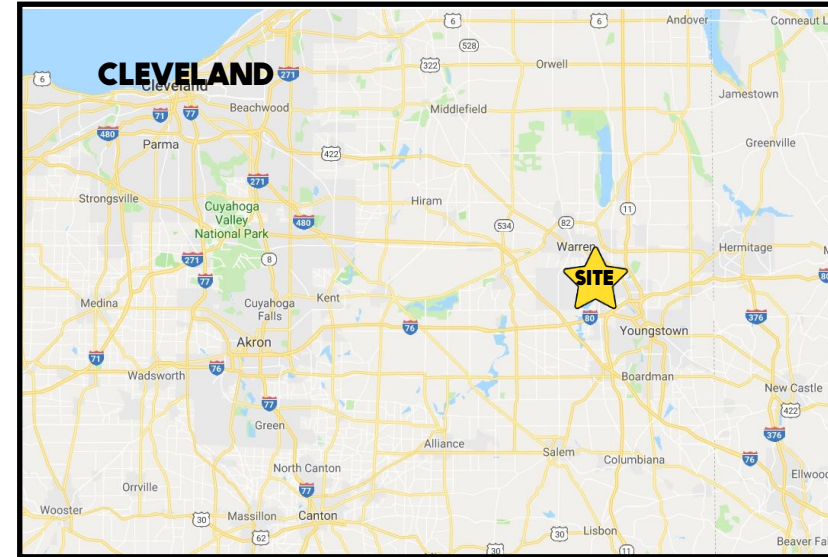 6
6
Andover
Conneaut L
528
322
Orwell
CLEVELAND
271
6
Cleveland
Jamestown
Beachwood
Middlefield
71
77
480
Parma
Greenville
422
271
Strongsville
Hiram
Cuyahoga
Valley
National Park
480
11
534
82
Warren
Hermitage
8
271
SITE
80
77
Medina
Cuyahoga
Falls
Kent
80
376
76
Youngstown
Akron
71
76
Wadsworth
Boardman
New Castle
77
422
Green
376
Alliance
Salem
Columbiana
76
North Canton
Ellwoo
77
Orrville
Wooster
30
Massillon
Canton
30
Lisbon
62
30
11
Beaver Fa